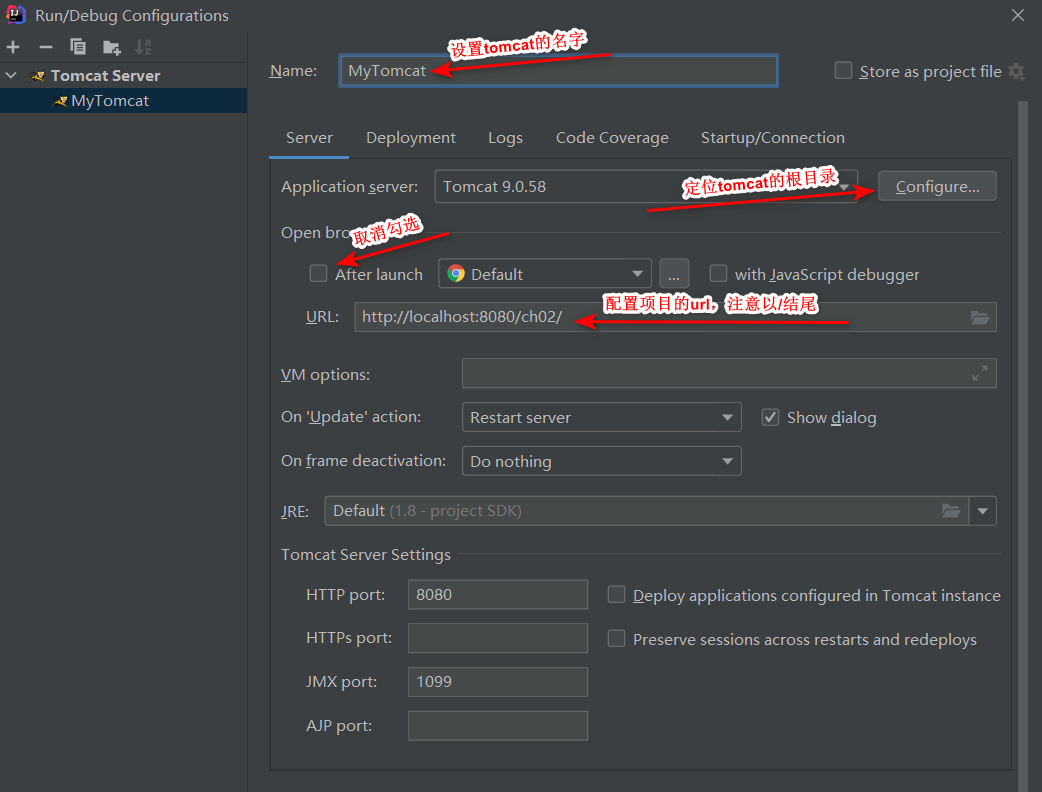 Run/Debug Configurations
Tomcat Server
MyTomcat
设置tomcat的名字
Name: MyTomcat Store as project file
Server Deployment Logs Code Coverage Startup/Connection
定位tomcat的根目录
Application server: Tomcat 9.0.58 Configure...
取消勾选
Open bro
After launch Default ... with JavaScript debugger
配置项目的url，注意以/结尾
URL: http://localhost:8080/ch02/
VM options:
On 'Update' action: Restart server Show dialog
On frame deactivation: Do nothing
JRE: Default (1.8 - project SDK)
Tomcat Server Settings
HTTP port: 8080 Deploy applications configured in Tomcat instance
HTTPs port: Preserve sessions across restarts and redeploys
JMX port: 1099
AJP port: